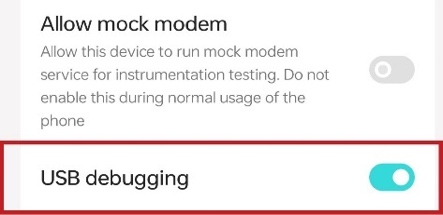 Allow mock modem
Allow this device to run mock modem
service for instrumentation testing. Do not
enable this during normal usage of the
phone
USB debugging